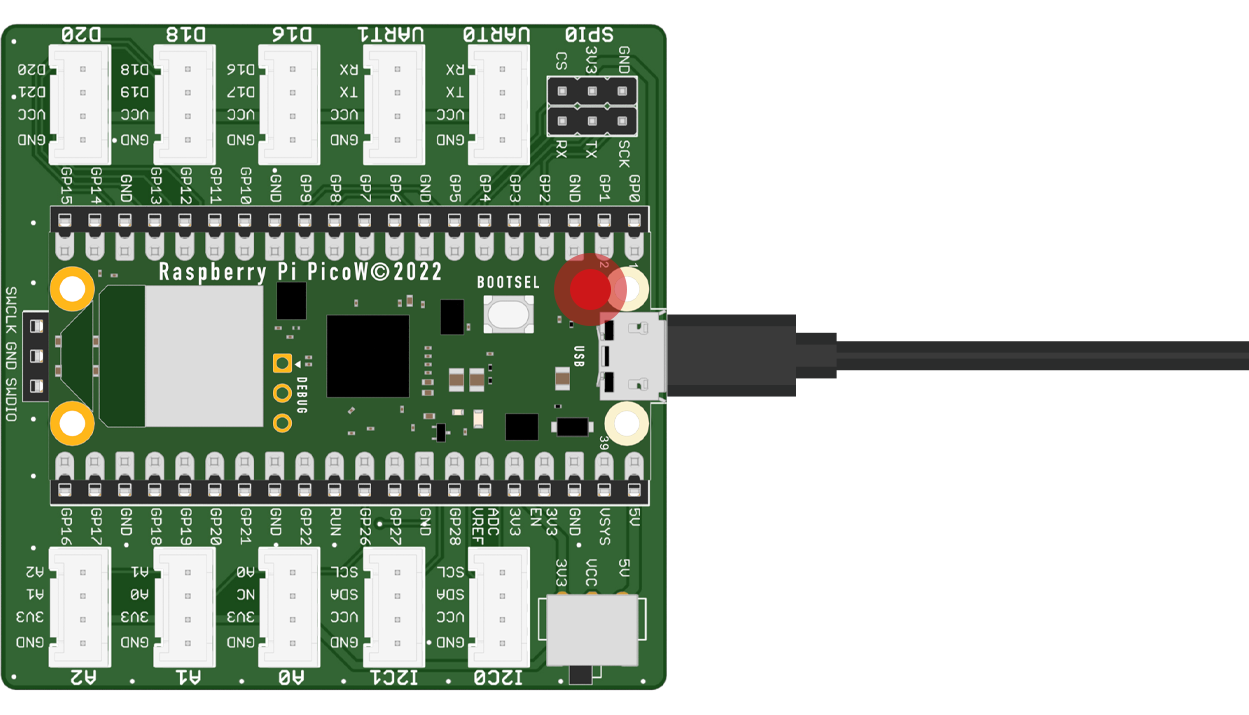 D20 D18 D16 UART1 UART0 SPI0
CS 3V3 GND
D20 D18 D16 RX RX
D21 D19 D17 TX TX
VCC VCC VCC VCC VCC
GND GND GND GND GND
RX TX SCK
GP15 GP14 GND GP13 GP12 GP11 GP10 GND GP9 GP8 GP7 GP6 GND GP5 GP4 GP3 GP2 GND GP1 GP0
2 1
Raspberry Pi PicoW©2022
BOOTSEL
SWCLK GND SWDIO
USB
DEBUG
39
GP16 GP17 GND GP18 GP19 GP20 GP21 GND GP22 RUN GP26 GP27 GND GP28 ADC VREF 3V3 3V3 EN GND VSYS 5V
3V3 VCC 5V
A2 A1 A0 SCL SCL
A1 A0 NC SDA SDA
3V3 3V3 3V3 VCC VCC
GND GND GND GND GND
A2 A1 A0 I2C1 I2C0